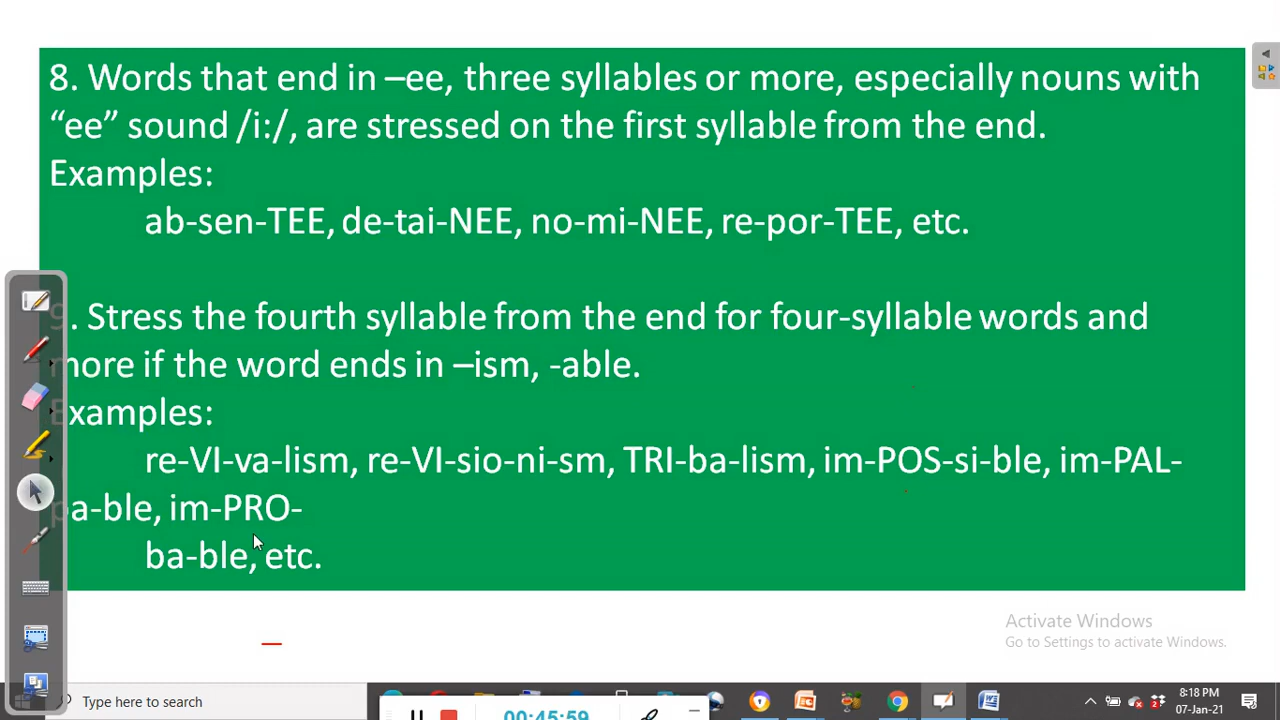 8. Words that end in –ee, three syllables or more, especially nouns with
“ee” sound /i:/, are stressed on the first syllable from the end.
Examples:
ab-sen-TEE, de-tai-NEE, no-mi-NEE, re-por-TEE, etc.
9. Stress the fourth syllable from the end for four-syllable words and
more if the word ends in –ism, -able.
Examples:
re-VI-va-lism, re-VI-sio-ni-sm, TRI-ba-lism, im-POS-si-ble, im-PAL-
pa-ble, im-PRO-
ba-ble, etc.
Activate Windows
Go to Settings to activate Windows.
Type here to search
00:45:59
8:18 PM
07-Jan-21